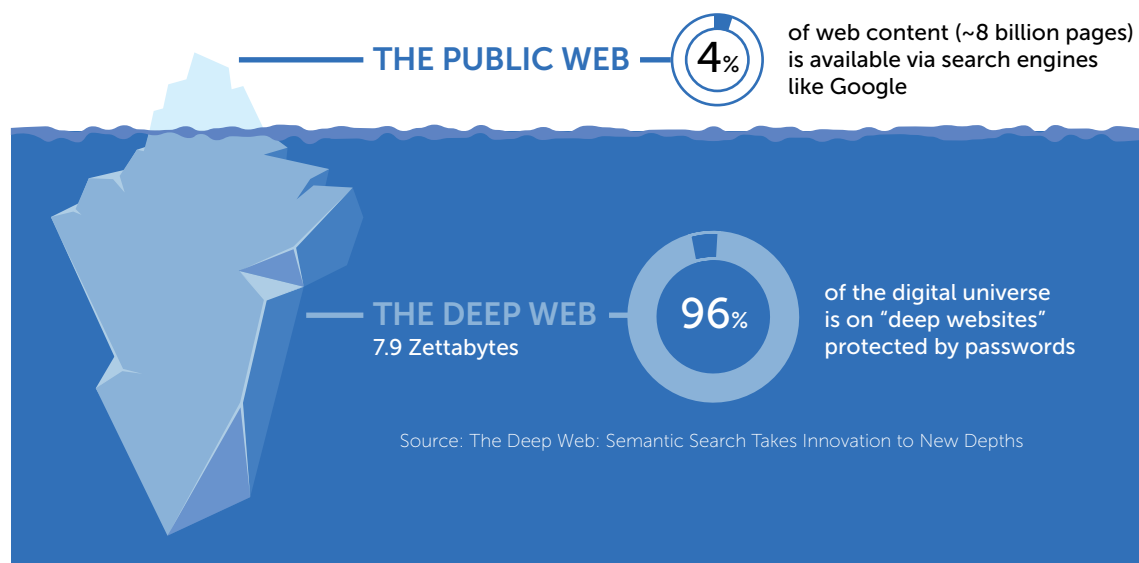 THE PUBLIC WEB
4%
of web content (~8 billion pages)
is available via search engines
like Google
THE DEEP WEB
7.9 Zettabytes
96%
of the digital universe
is on “deep websites”
protected by passwords
Source: The Deep Web: Semantic Search Takes Innovation to New Depths